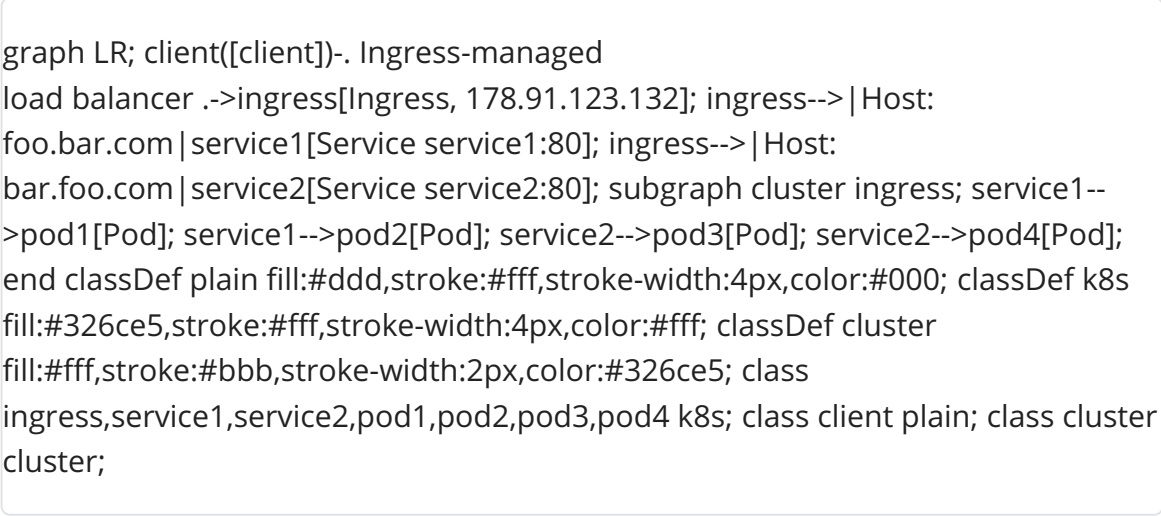 graph LR; client([client])-. Ingress-managed
load balancer .->ingress[Ingress, 178.91.123.132]; ingress-->|Host:
foo.bar.com|service1[Service service1:80]; ingress-->|Host:
bar.foo.com|service2[Service service2:80]; subgraph cluster ingress; service1--
>pod1[Pod]; service1-->pod2[Pod]; service2-->pod3[Pod]; service2-->pod4[Pod];
end classDef plain fill:#ddd,stroke:#fff,stroke-width:4px,color:#000; classDef k8s
fill:#326ce5,stroke:#fff,stroke-width:4px,color:#fff; classDef cluster
fill:#fff,stroke:#bbb,stroke-width:2px,color:#326ce5; class
ingress,service1,service2,pod1,pod2,pod3,pod4 k8s; class client plain; class cluster
cluster;